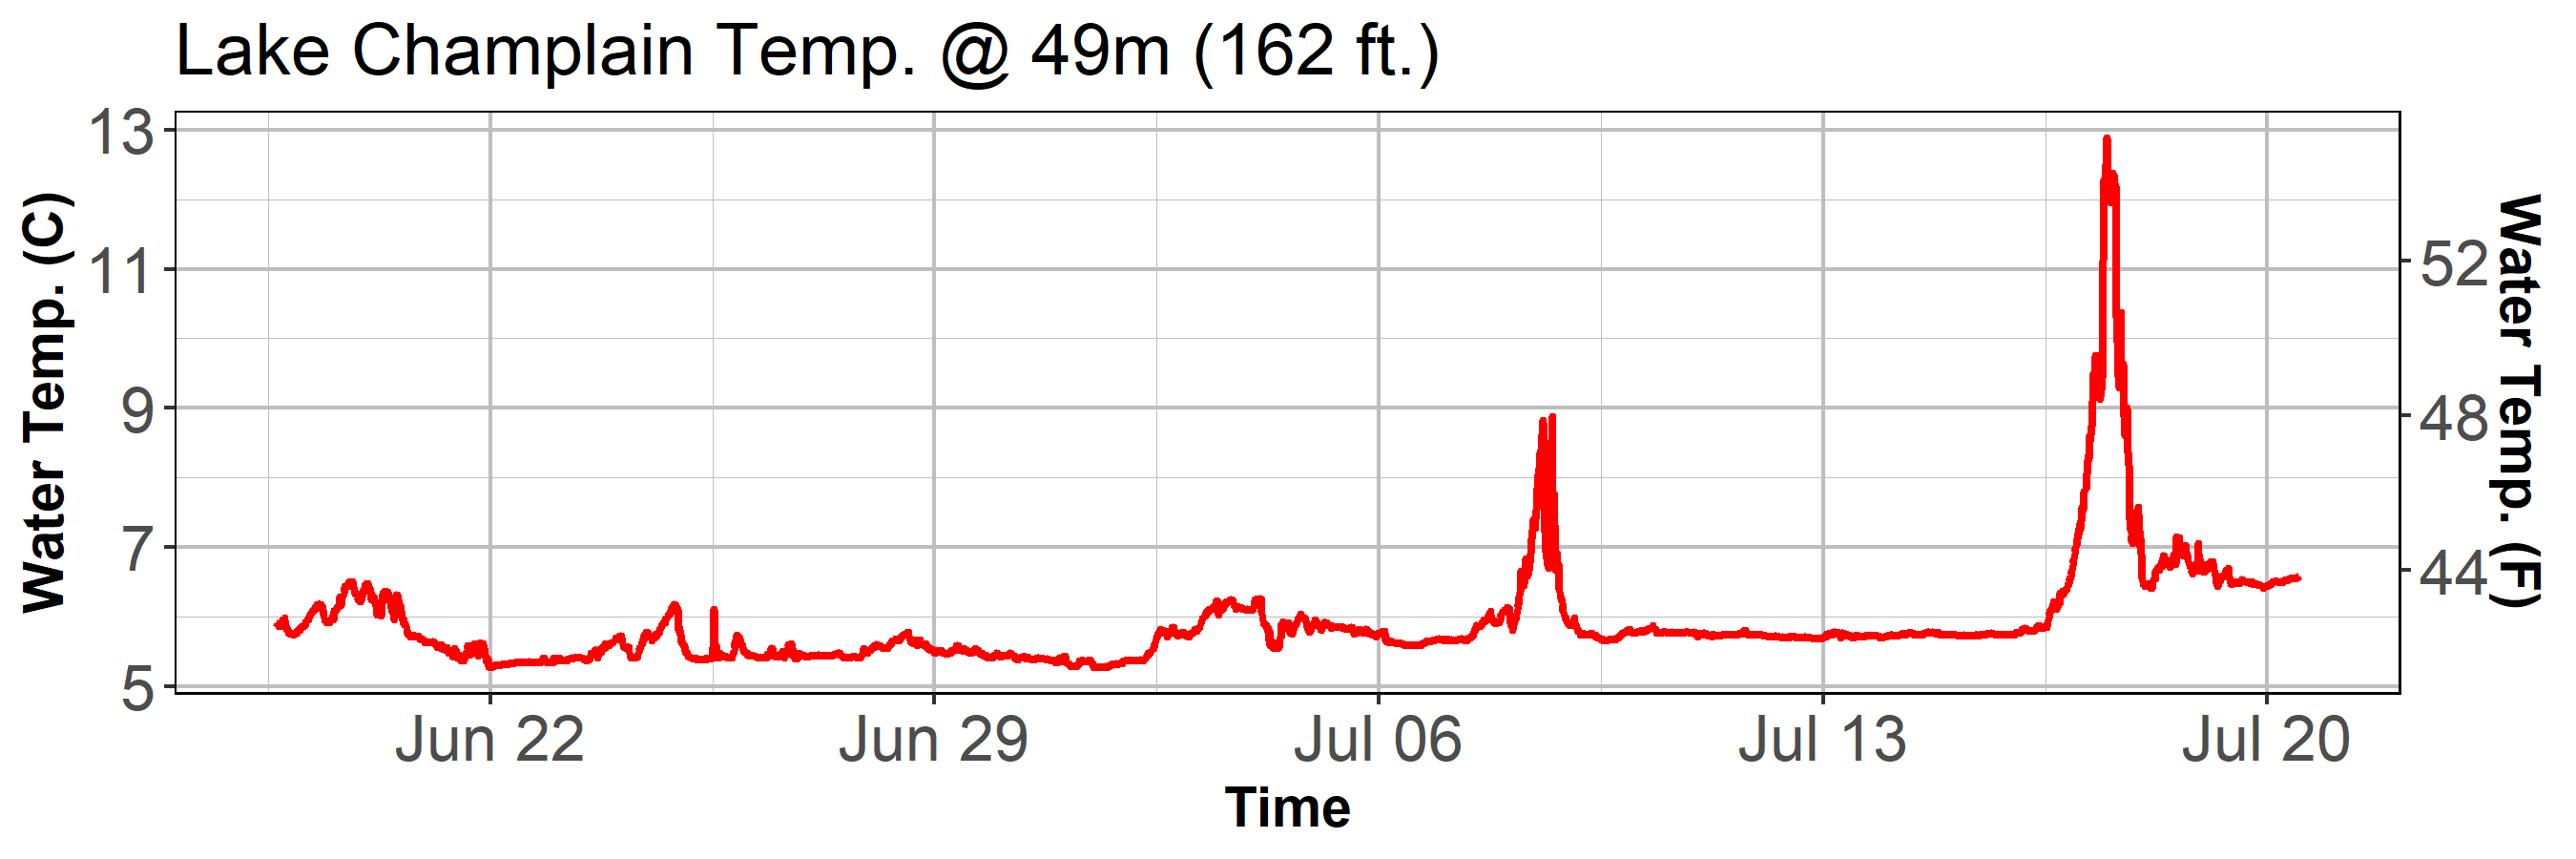 Lake Champlain Temp. @ 49m (162 ft.)
Water Temp. (C)
13
11
9
7
5
52
48
44
Water Temp. (F)
Jun 22 Jun 29 Jul 06 Jul 13 Jul 20
Time